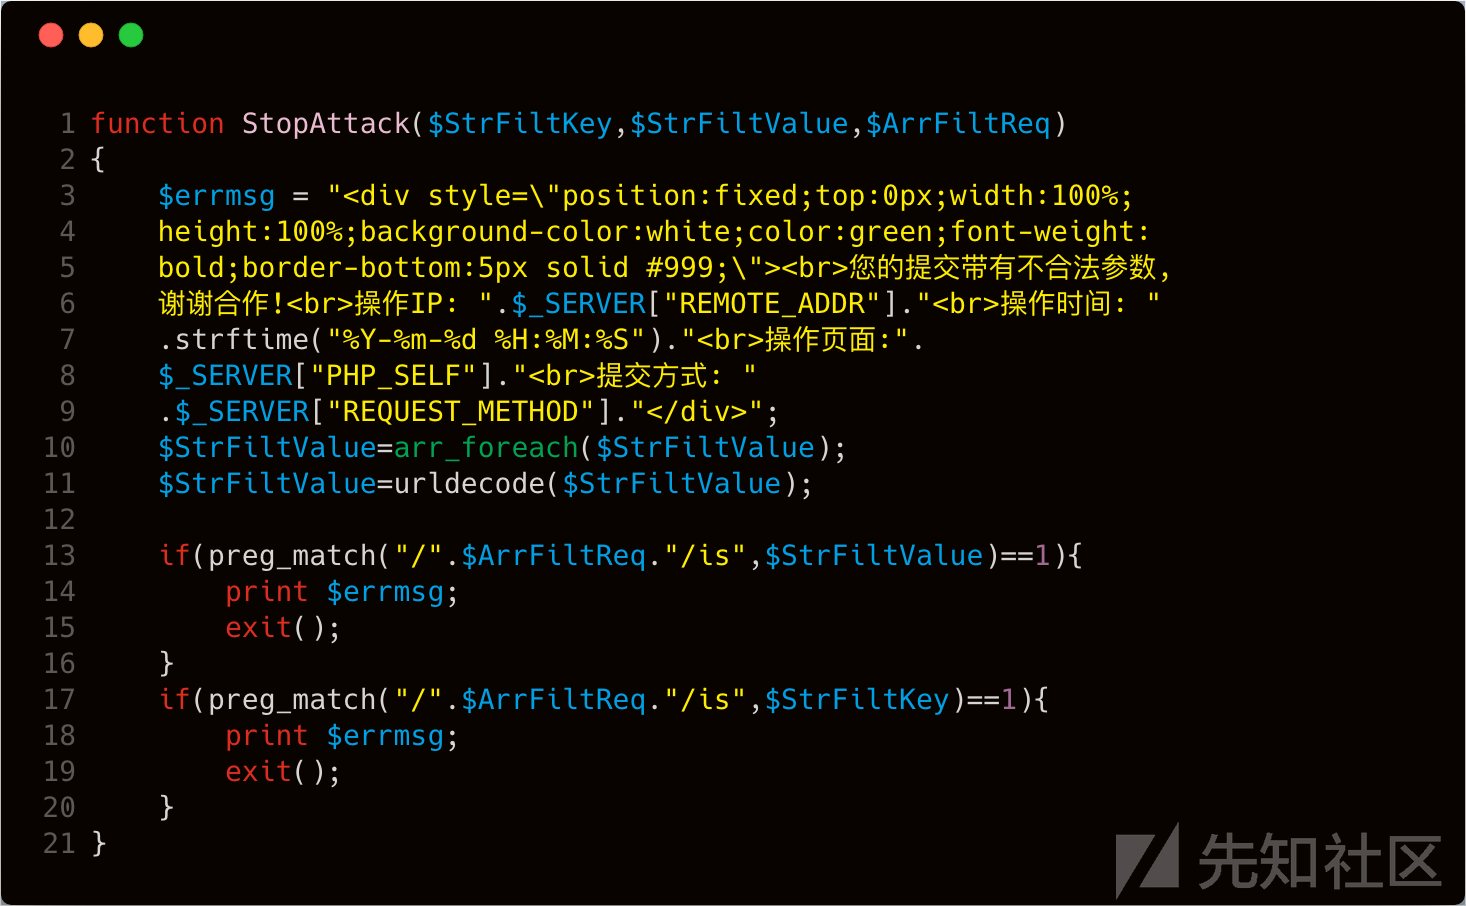 1 function StopAttack($StrFiltKey,$StrFiltValue,$ArrFiltReq)
2 {
3     $errmsg = "<div style=\"position:fixed;top:0px;width:100%;
4     height:100%;background-color:white;color:green;font-weight:
5     bold;border-bottom:5px solid #999;\"><br>您的提交带有不合法参数,
6     谢谢合作!<br>操作IP: ".$_SERVER["REMOTE_ADDR"]."<br>操作时间: "
7     .strftime("%Y-%m-%d %H:%M:%S")."<br>操作页面:".
8     $_SERVER["PHP_SELF"]."<br>提交方式: "
9     .$_SERVER["REQUEST_METHOD"]."</div>";
10     $StrFiltValue=arr_foreach($StrFiltValue);
11     $StrFiltValue=urldecode($StrFiltValue);
12
13     if(preg_match("/".$ArrFiltReq."/is",$StrFiltValue)==1){
14         print $errmsg;
15         exit();
16     }
17     if(preg_match("/".$ArrFiltReq."/is",$StrFiltKey)==1){
18         print $errmsg;
19         exit();
20     }
21 }
先知社区